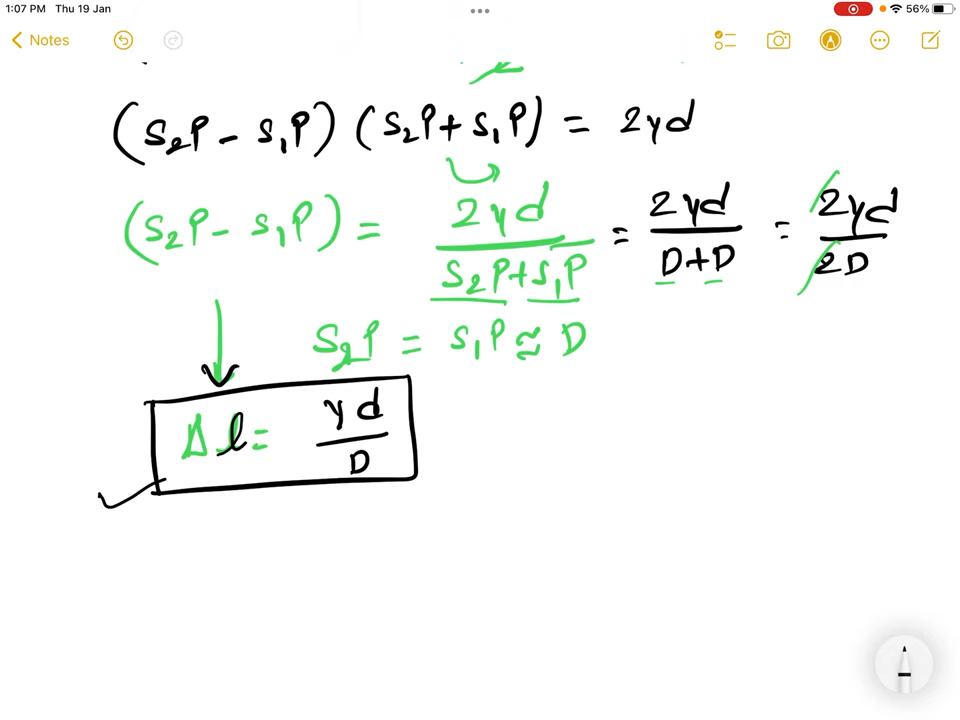 1:07 PM Thu 19 Jan 56%
Notes
(S₂P - S₁P) (S₂P + S₁P) = 2yd
(S₂P - S₁P) = 2yd / S₂P+S₁P = 2yd / D+D = 2yd / 2D
S₂P = S₁P ≅ D
Δl = yd / D